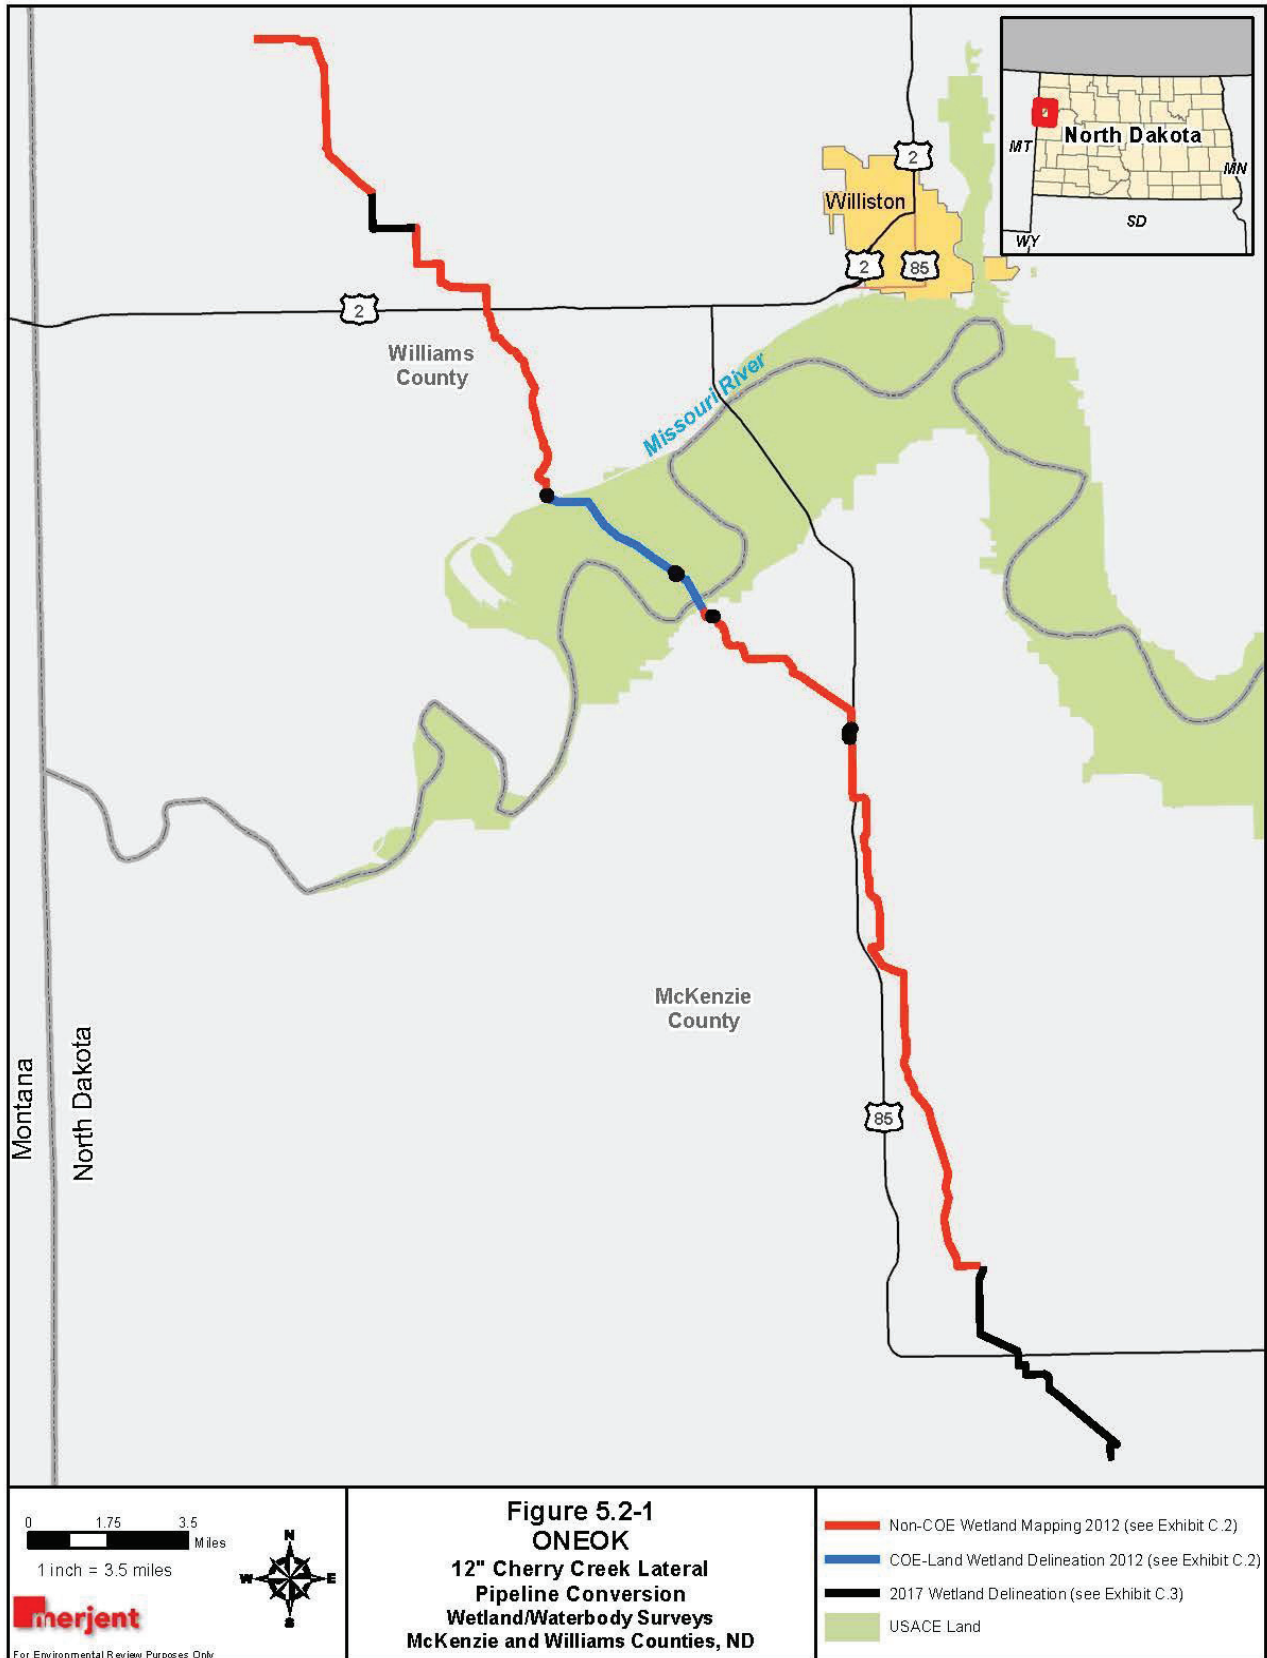 2
Williston
2
85
2
Williams
County
Missouri River
North Dakota
MT
MN
SD
WY
McKenzie
County
85
Montana
North Dakota
0 1.75 3.5
Miles
1 inch = 3.5 miles
N
W E
S
merjent
For Environmental Review Purposes Only
Figure 5.2-1
ONEOK
12" Cherry Creek Lateral
Pipeline Conversion
Wetland/Waterbody Surveys
McKenzie and Williams Counties, ND
Non-COE Wetland Mapping 2012 (see Exhibit C.2)
COE-Land Wetland Delineation 2012 (see Exhibit C.2)
2017 Wetland Delineation (see Exhibit C.3)
USACE Land